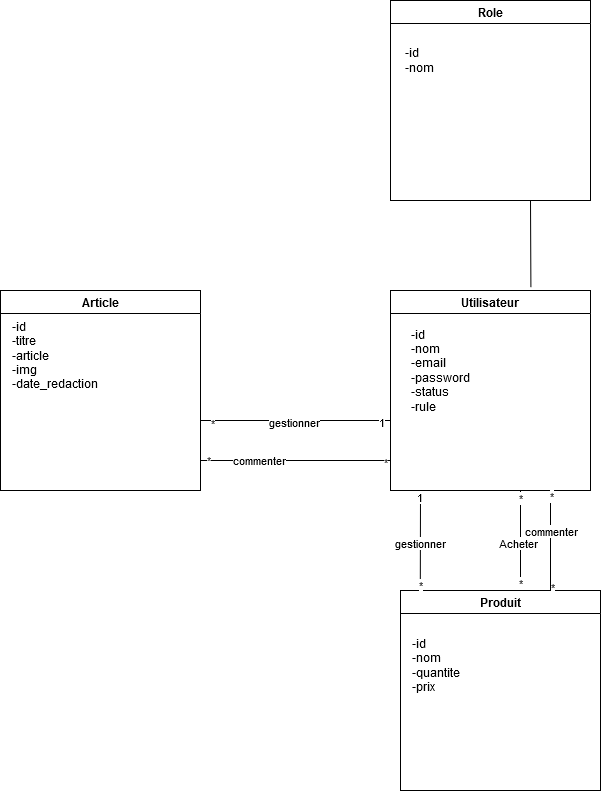 Role
-id
-nom
Article
-id
-titre
-article
-img
-date_redaction
Utilisateur
-id
-nom
-email
-password
-status
-rule
* gestionner 1
* commenter *
1 * *
gestionner Acheter commenter
* * *
Produit
-id
-nom
-quantite
-prix